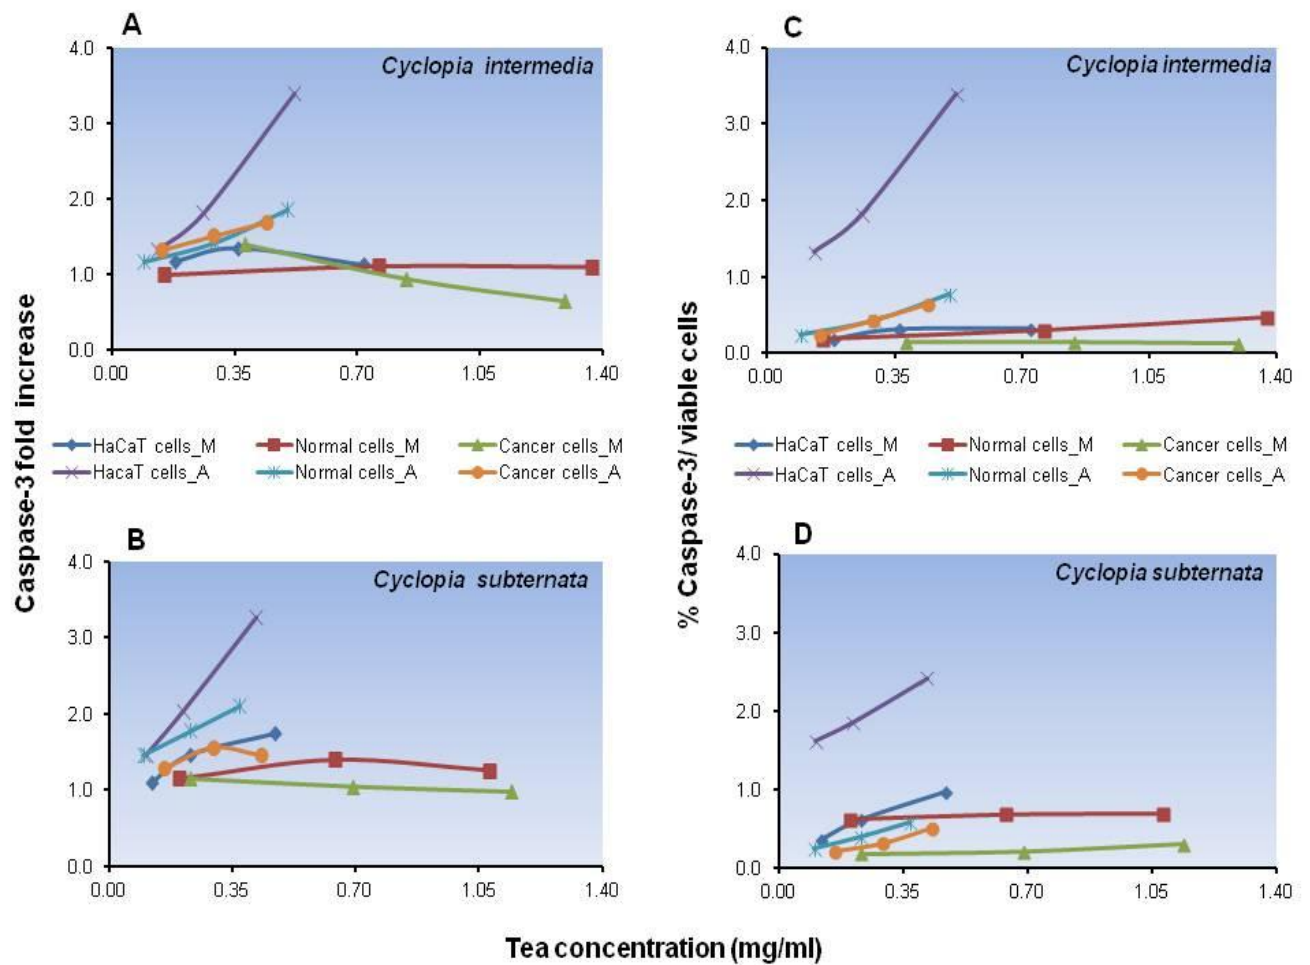 A
Cyclopia intermedia
4.0
3.0
2.0
1.0
0.0
0.00 0.35 0.70 1.05 1.40
Caspase-3 fold increase
HaCaT cells_M Normal cells_M Cancer cells_M
HacaT cells_A Normal cells_A Cancer cells_A
B
Cyclopia subternata
4.0
3.0
2.0
1.0
0.0
0.00 0.35 0.70 1.05 1.40
C
Cyclopia intermedia
4.0
3.0
2.0
1.0
0.0
0.00 0.35 0.70 1.05 1.40
% Caspase-3/ viable cells
HaCaT cells_M Normal cells_M Cancer cells_M
HaCaT cells_A Normal cells_A Cancer cells_A
D
Cyclopia subternata
4.0
3.0
2.0
1.0
0.0
0.00 0.35 0.70 1.05 1.40
Tea concentration (mg/ml)